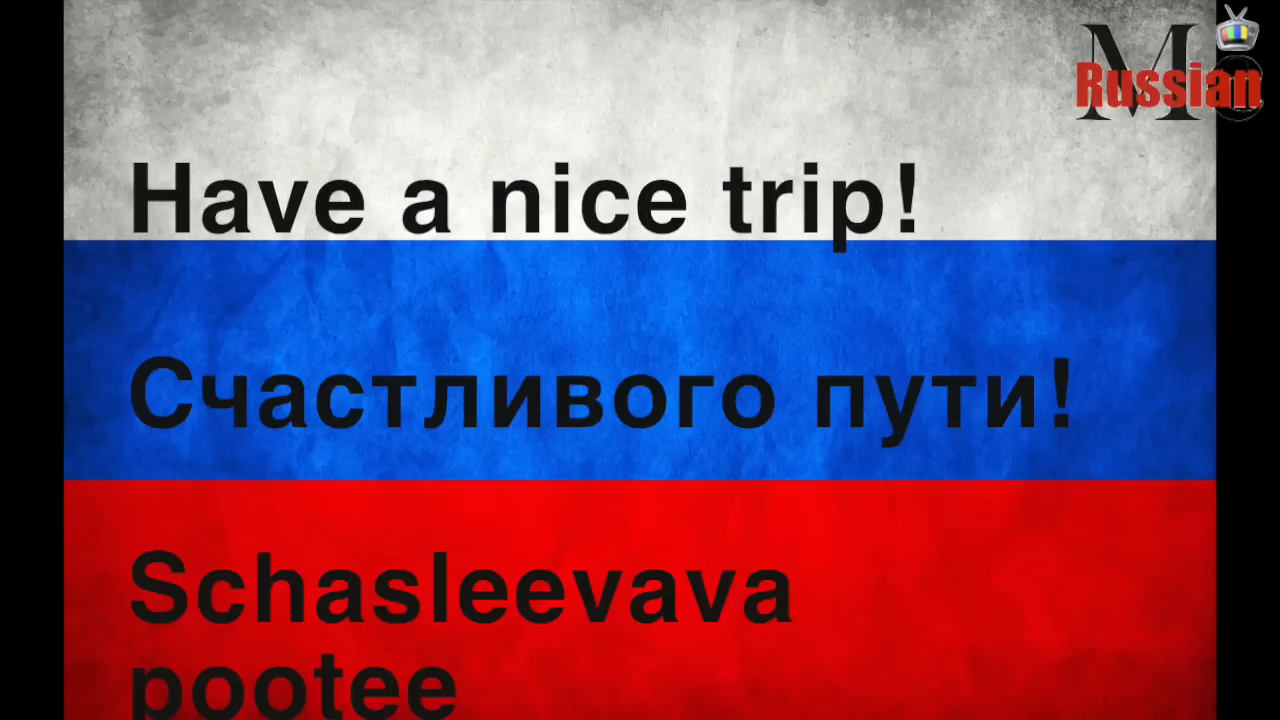 M
Russian
Have a nice trip!
Счастливого пути!
Schasleevava
pootee